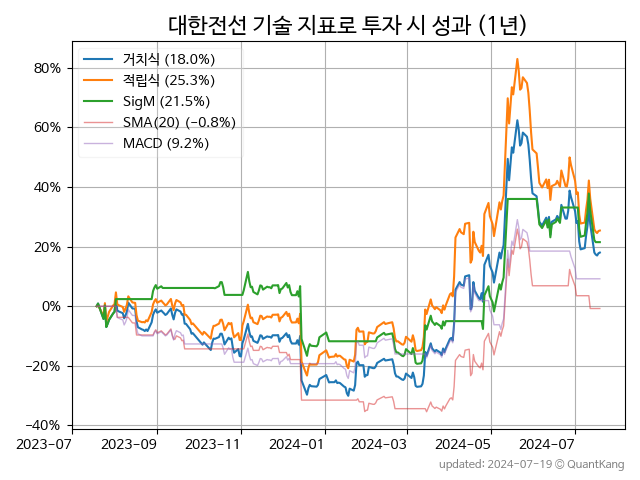 대한전선 기술 지표로 투자 시 성과 (1년)
거치식 (18.0%)
적립식 (25.3%)
SigM (21.5%)
SMA(20) (−0.8%)
MACD (9.2%)
80%
60%
40%
20%
0%
−20%
−40%
2023-07 2023-09 2023-11 2024-01 2024-03 2024-05 2024-07
updated: 2024-07-19 © QuantKang